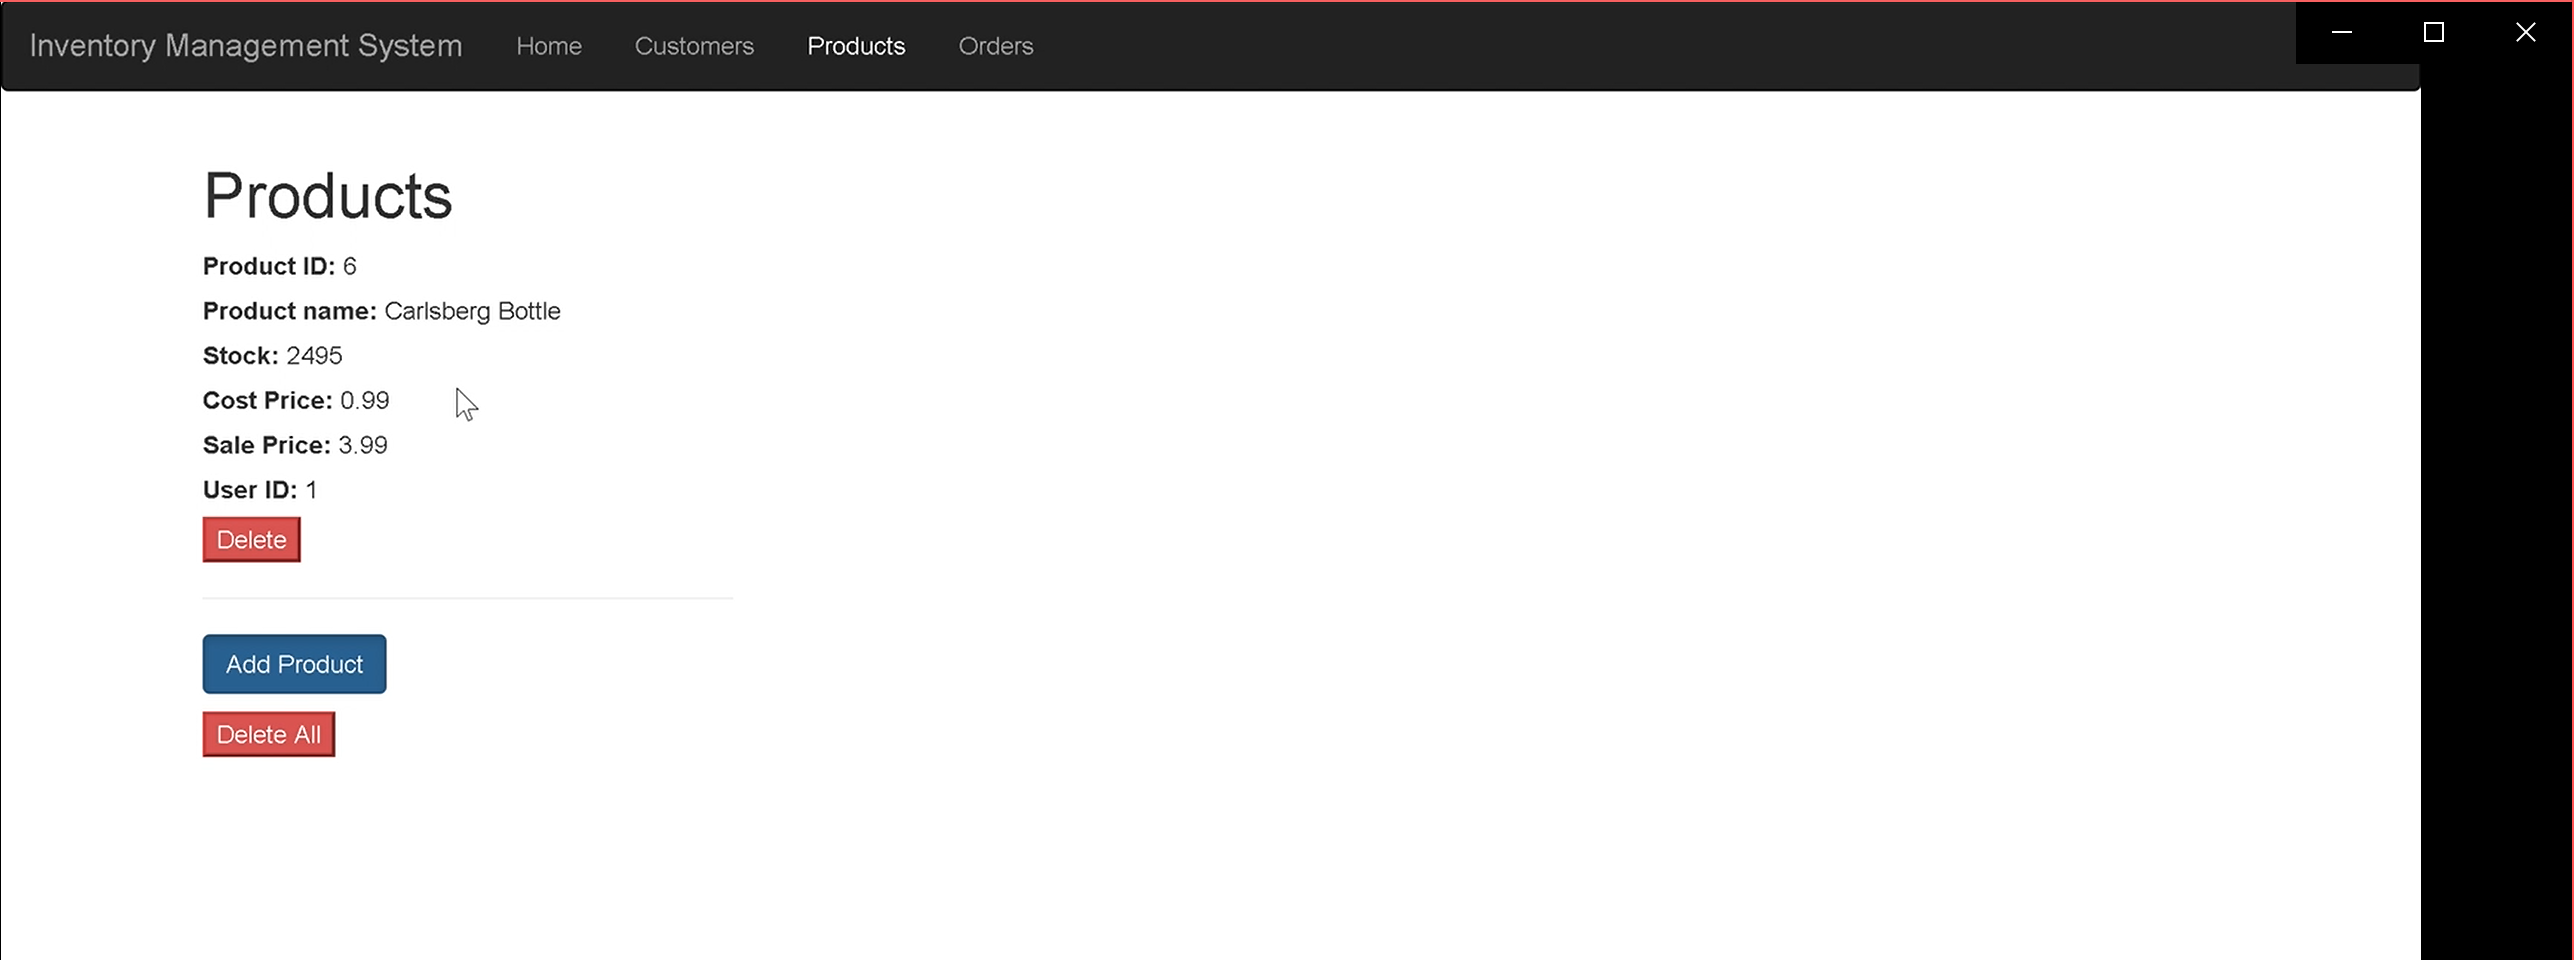 Inventory Management System Home Customers Products Orders
Products
Product ID: 6
Product name: Carlsberg Bottle
Stock: 2495
Cost Price: 0.99
Sale Price: 3.99
User ID: 1
Delete
Add Product
Delete All